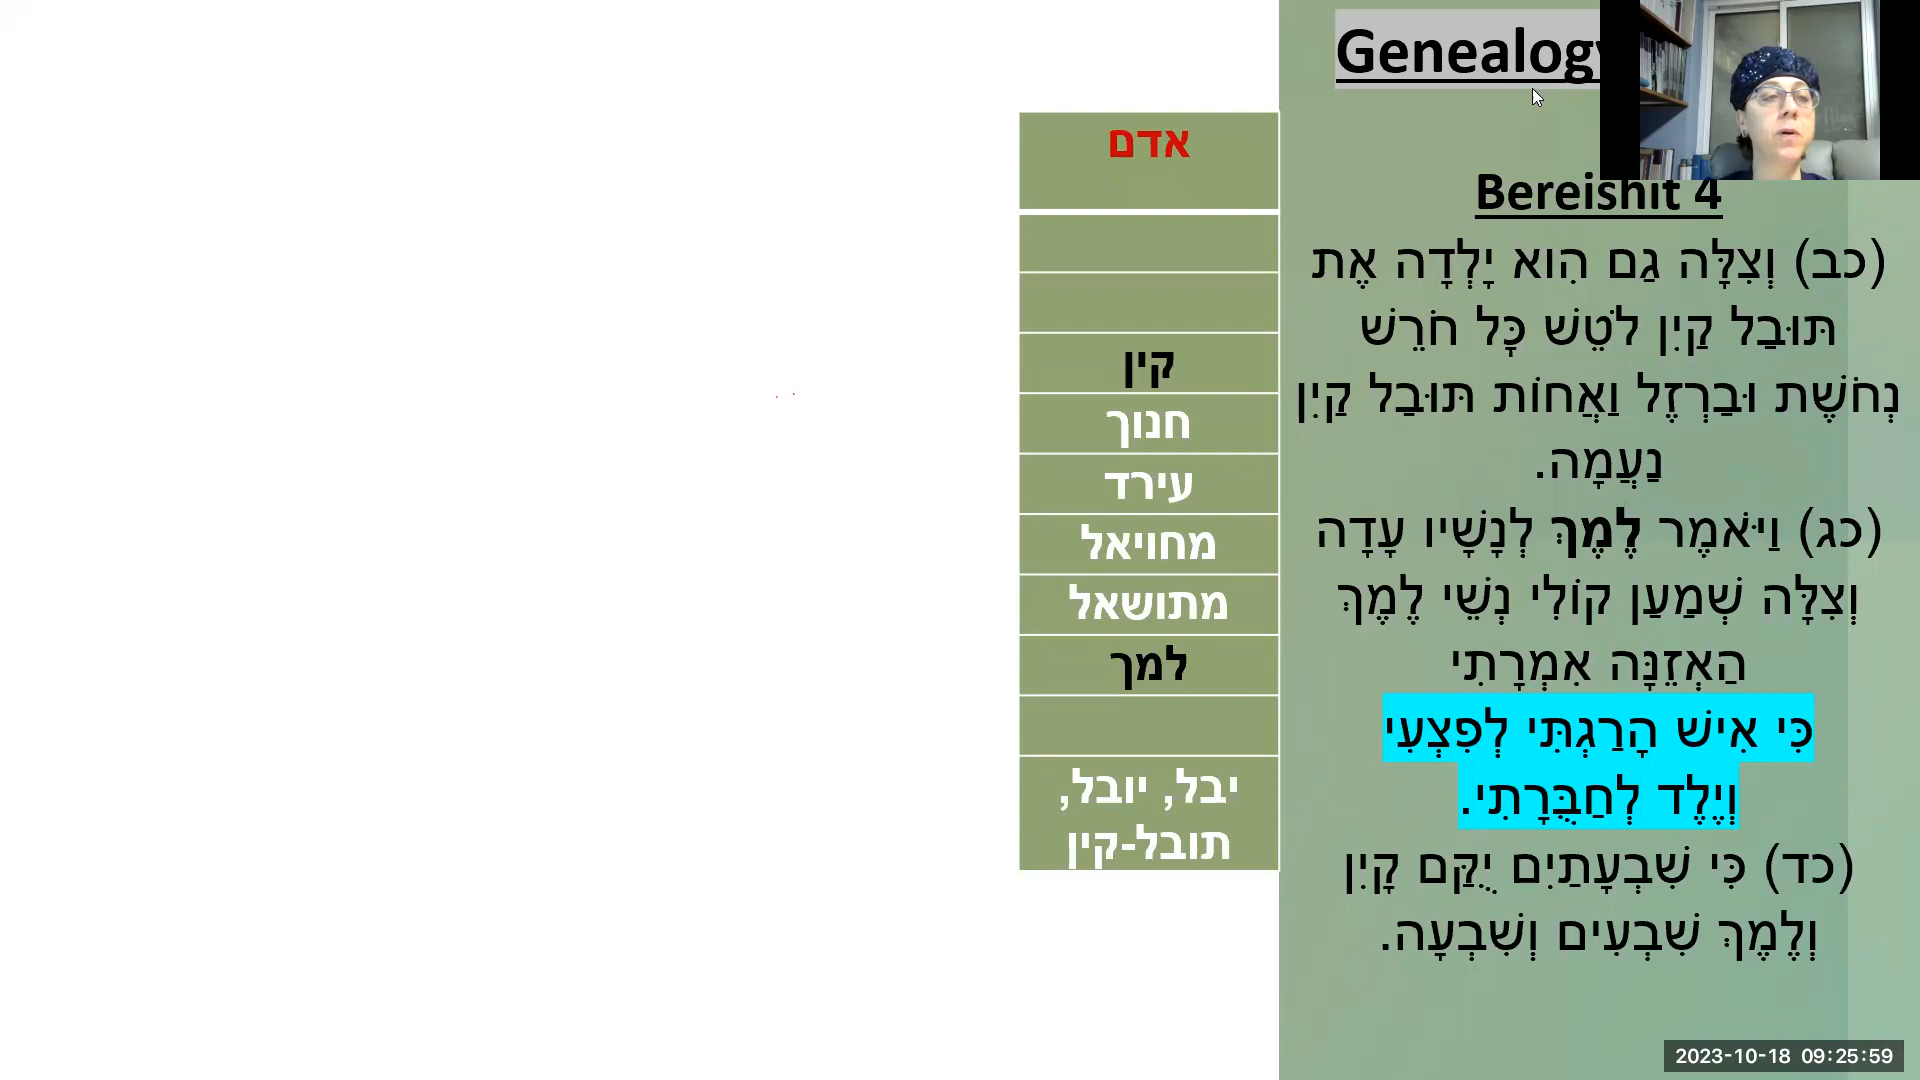 Genealogy
Bereishit 4
(כב) וְצִלָּה גַם הִוא יָלְדָה אֶת
תּוּבַל קַיִן לֹטֵשׁ כָּל חֹרֵשׁ
נְחֹשֶׁת וּבַרְזֶל וַאֲחוֹת תּוּבַל קַיִן
נַעֲמָה.
(כג) וַיֹּאמֶר לֶמֶךְ לְנָשָׁיו עָדָה
וְצִלָּה שְׁמַעַן קוֹלִי נְשֵׁי לֶמֶךְ
הַאְזֵנָּה אִמְרָתִי
כִּי אִישׁ הָרַגְתִּי לְפִצְעִי
וְיֶלֶד לְחַבֻּרָתִי.
(כד) כִּי שִׁבְעָתַיִם יֻקַּם קָיִן
וְלֶמֶךְ שִׁבְעִים וְשִׁבְעָה.
אדם
קין
חנוך
עירד
מחויאל
מתושאל
למך
יבל, יובל,
תובל-קין
2023-10-18 09:25:59